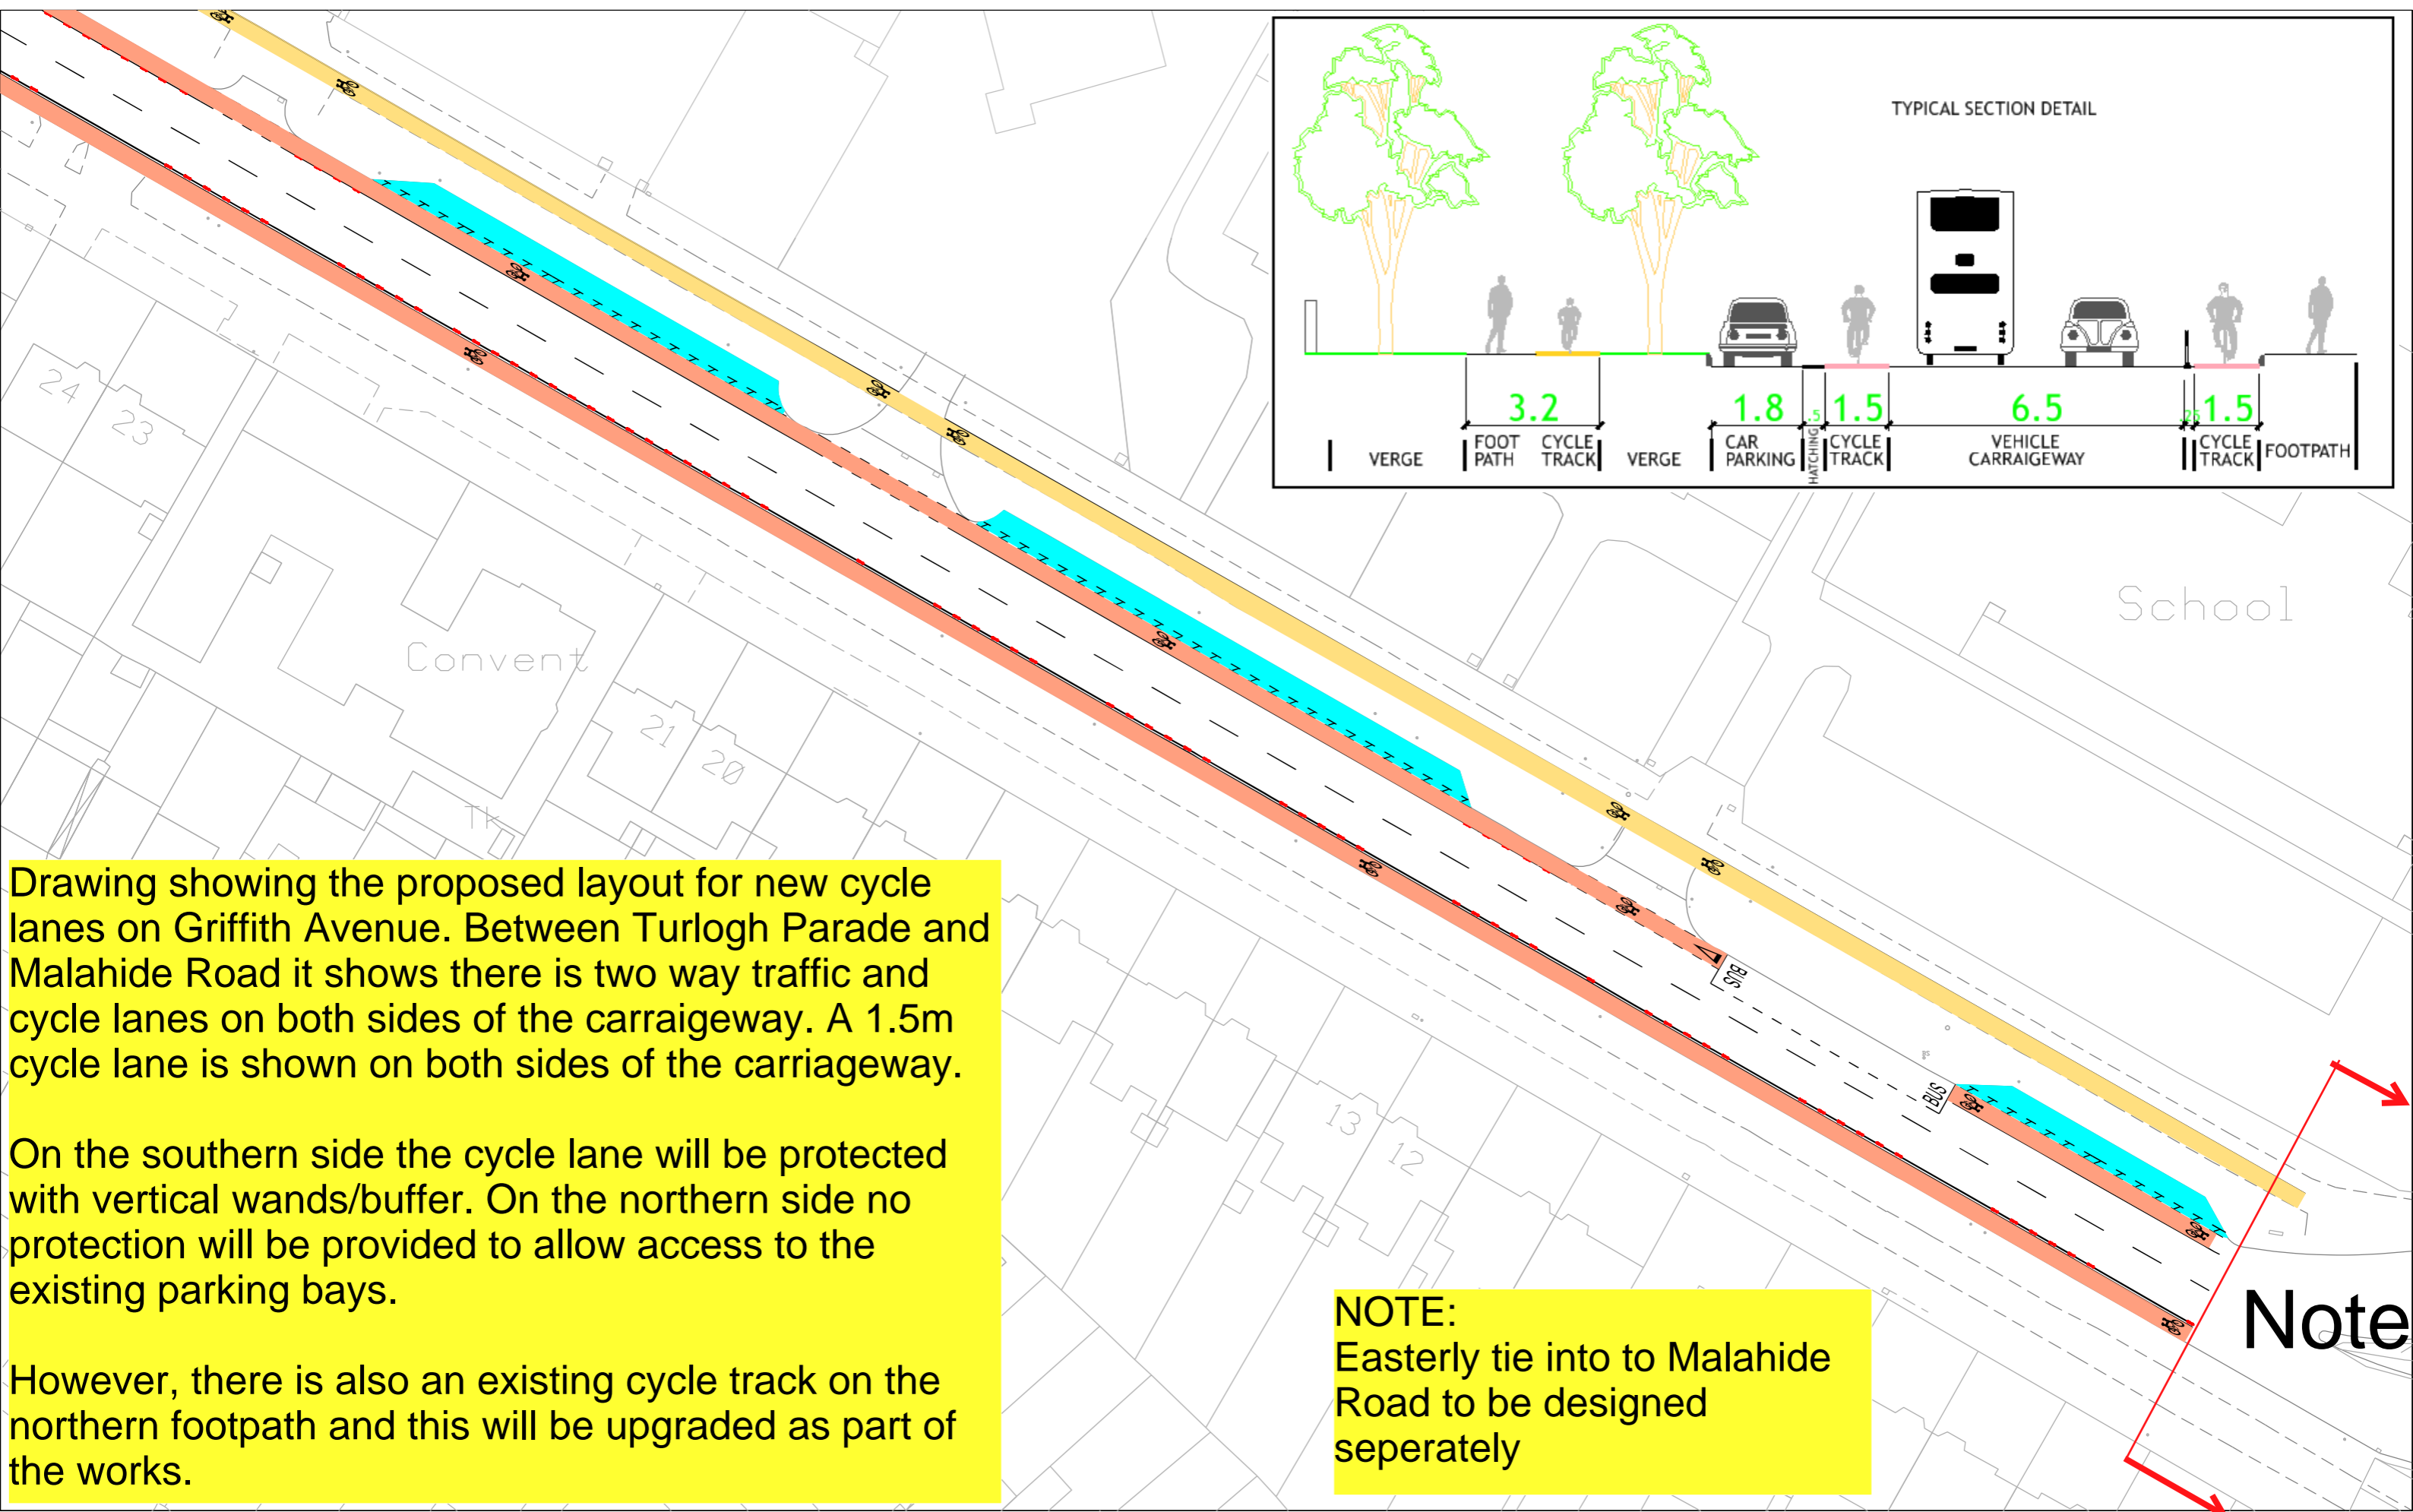 TYPICAL SECTION DETAIL
3.2
1.8
.5
1.5
6.5
.25
1.5
VERGE
FOOT PATH
CYCLE TRACK
VERGE
CAR PARKING
HATCHING
CYCLE TRACK
VEHICLE CARRAIGEWAY
CYCLE TRACK
FOOTPATH
24
23
Convent
21
20
Tk
School
BUS
BUS
13
12
Drawing showing the proposed layout for new cycle
lanes on Griffith Avenue. Between Turlogh Parade and
Malahide Road it shows there is two way traffic and
cycle lanes on both sides of the carraigeway. A 1.5m
cycle lane is shown on both sides of the carriageway.
On the southern side the cycle lane will be protected
with vertical wands/buffer. On the northern side no
protection will be provided to allow access to the
existing parking bays.
However, there is also an existing cycle track on the
northern footpath and this will be upgraded as part of
the works.
NOTE:
Easterly tie into to Malahide
Road to be designed
seperately
Note